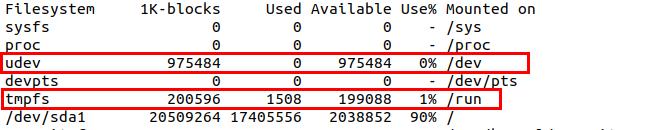 Filesystem 1K-blocks Used Available Use% Mounted on
sysfs 0 0 0 - /sys
proc 0 0 0 - /proc
udev 975484 0 975484 0% /dev
devpts 0 0 0 - /dev/pts
tmpfs 200596 1508 199088 1% /run
/dev/sda1 20509264 17405556 2038852 90% /